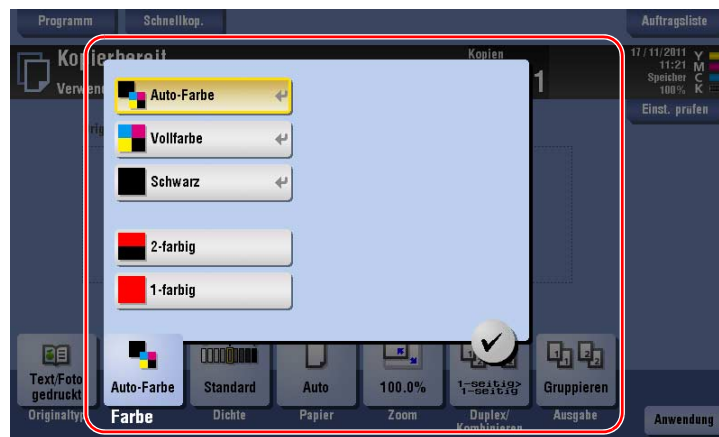 Programm
Schnellkop.
Auftragsliste
Kopierbereit
Kopien
1
17/11/2011
11:21
Speicher
100%
Y
M
C
K
Einst. prüfen
Auto-Farbe
Vollfarbe
Schwarz
2-farbig
1-farbig
Text/Foto
gedruckt
Auto-Farbe
Standard
Auto
100.0%
1-seitig>
1-seitig
Gruppieren
Originaltyp
Farbe
Dichte
Papier
Zoom
Duplex/
Kombinieren
Ausgabe
Anwendung